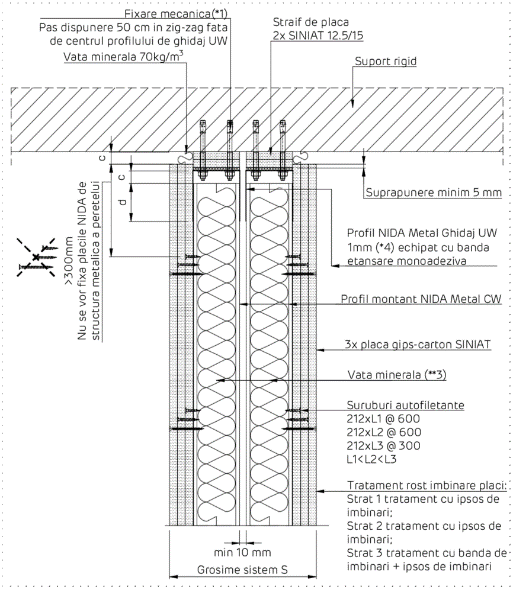 Fixare mecanica(*1)
Pas dispunere 50 cm in zig-zag fata
de centrul profilului de ghidaj UW
Vata minerala 70kg/m³
Straif de placa
2x SINIAT 12.5/15
Suport rigid
c
c
d
Suprapunere minim 5 mm
>300mm
Nu se vor fixa placile NIDA de
structura metalica a peretelui
Profil NIDA Metal Ghidaj UW
1mm (*4) echipat cu banda
etansare monoadeziva
Profil montant NIDA Metal CW
3x placa gips-carton SINIAT
Vata minerala (**3)
Suruburi autofiletante
212xL1 @ 600
212xL2 @ 600
212xL3 @ 300
L1<L2<L3
Tratament rost imbinare placi:
Strat 1 tratament cu ipsos de
imbinari;
Strat 2 tratament cu ipsos de
imbinari;
Strat 3 tratament cu banda de
imbinari + ipsos de imbinari
min 10 mm
Grosime sistem S